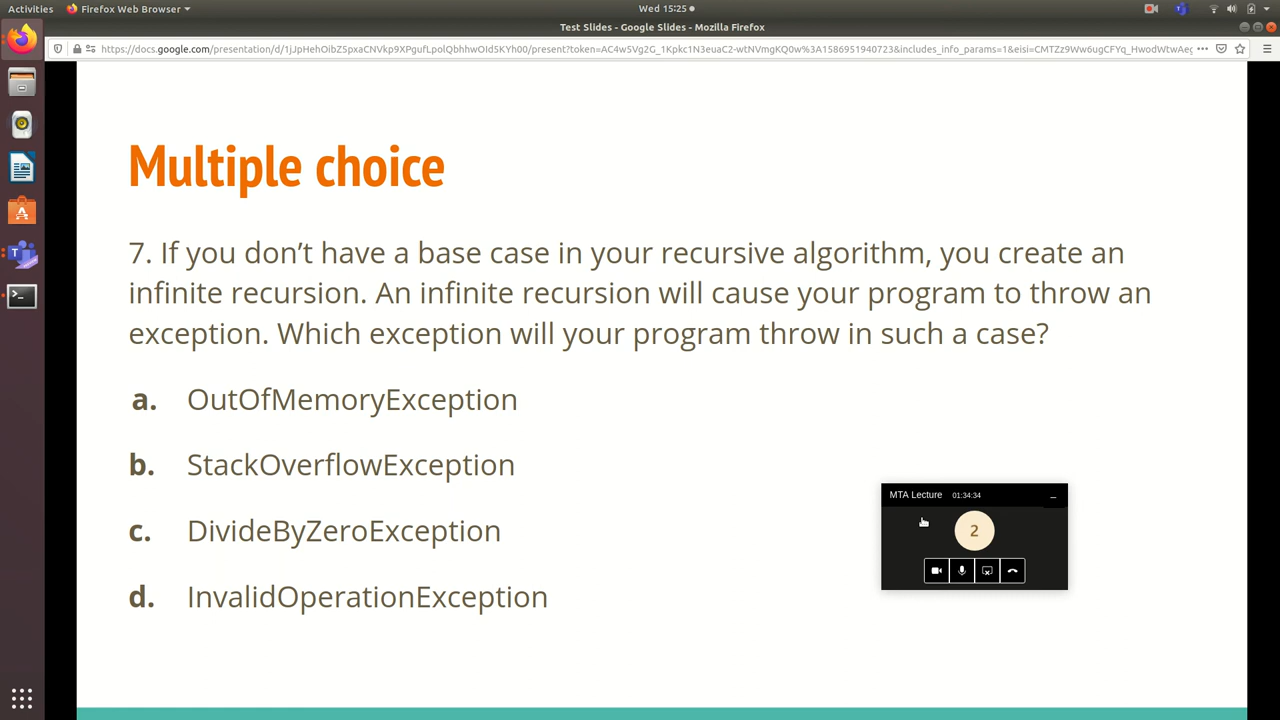 Activities
Firefox Web Browser
Wed 15:25
Test Slides - Google Slides - Mozilla Firefox
Multiple choice
7. If you don’t have a base case in your recursive algorithm, you create an
infinite recursion. An infinite recursion will cause your program to throw an
exception. Which exception will your program throw in such a case?
a. OutOfMemoryException
b. StackOverflowException
c. DivideByZeroException
d. InvalidOperationException
MTA Lecture 01:34:34
2